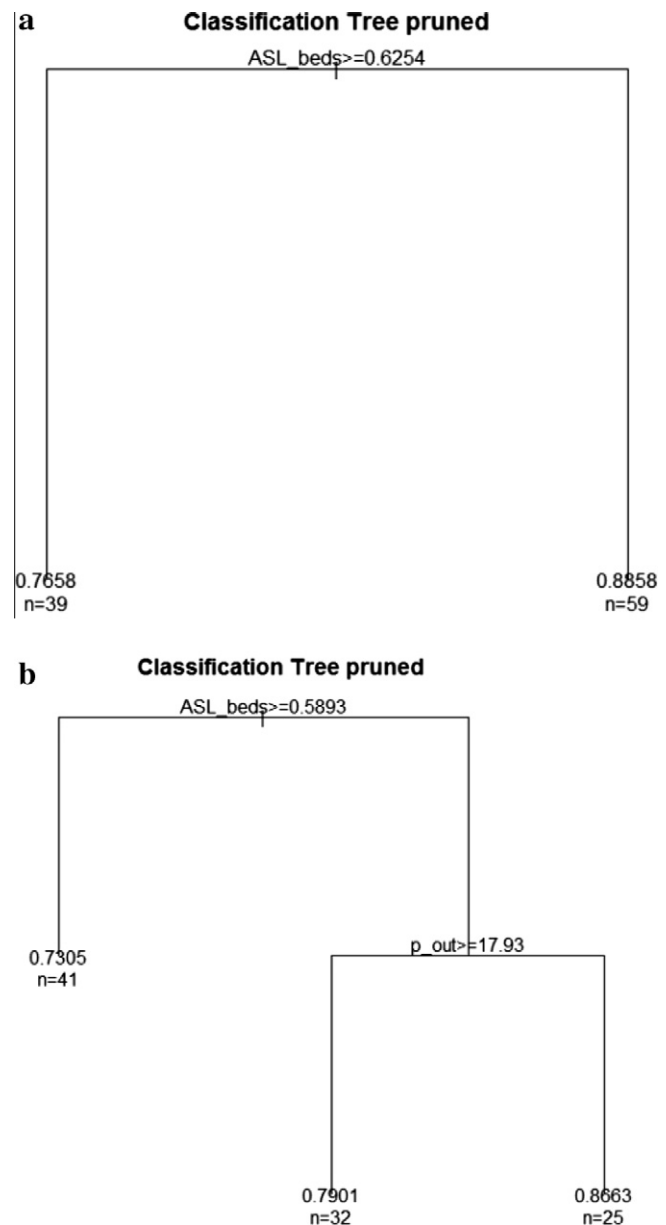 a
Classification Tree pruned
ASL_beds>=0.6254
0.7658
n=39
0.8858
n=59
b
Classification Tree pruned
ASL_beds>=0.5893
0.7305
n=41
p_out>=17.93
0.7901
n=32
0.8663
n=25